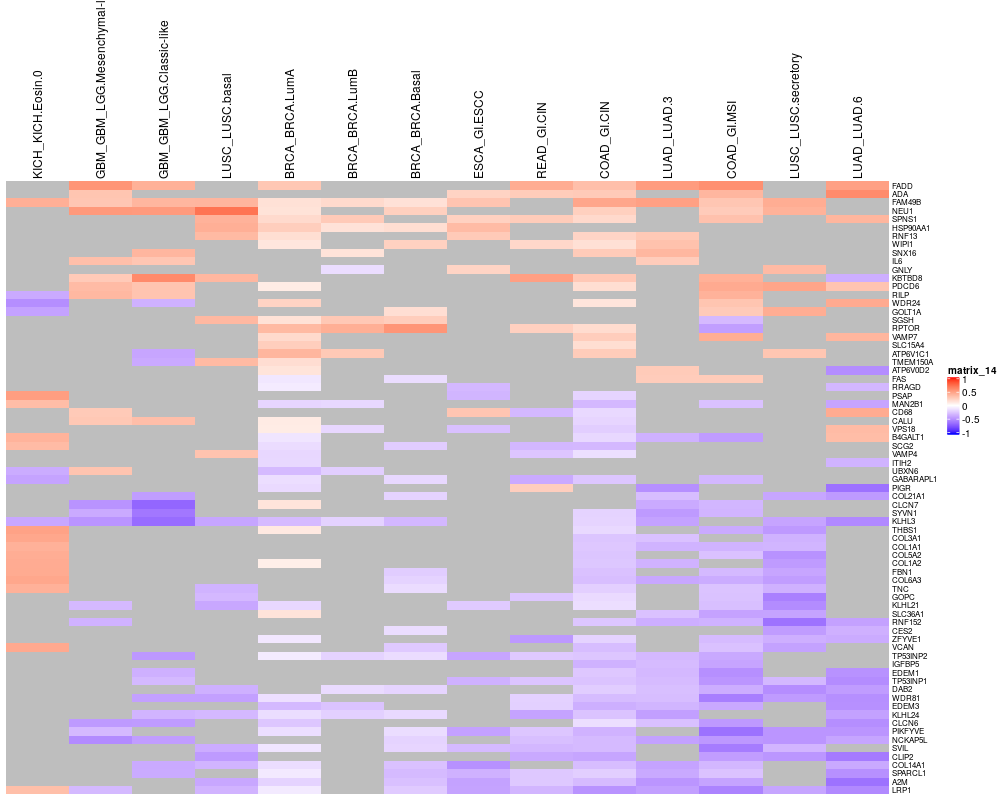 KICH_KICH.Eosin.0
GBM_GBM_LGG.Mesenchymal-l
GBM_GBM_LGG.Classic-like
LUSC_LUSC.basal
BRCA_BRCA.LumA
BRCA_BRCA.LumB
BRCA_BRCA.Basal
ESCA_GI.ESCC
READ_GI.CIN
COAD_GI.CIN
LUAD_LUAD.3
COAD_GI.MSI
LUSC_LUSC.secretory
LUAD_LUAD.6
FADD
ADA
FAM49B
NEU1
SPNS1
HSP90AA1
RNF13
WIPI1
SNX16
IL6
GNLY
KBTBD8
PDCD6
RILP
WDR24
GOLT1A
SGSH
RPTOR
VAMP7
SLC15A4
ATP6V1C1
TMEM150A
ATP6V0D2
FAS
RRAGD
PSAP
MAN2B1
CD68
CALU
VPS18
B4GALT1
SCG2
VAMP4
ITIH2
UBXN6
GABARAPL1
PIGR
COL21A1
CLCN7
SYVN1
KLHL3
THBS1
COL3A1
COL1A1
COL5A2
COL1A2
FBN1
COL6A3
TNC
GOPC
KLHL21
SLC36A1
RNF152
CES2
ZFYVE1
VCAN
TP53INP2
IGFBP5
EDEM1
TP53INP1
DAB2
WDR81
EDEM3
KLHL24
CLCN6
PIKFYVE
NCKAP5L
SVIL
CLIP2
COL14A1
SPARCL1
A2M
LRP1
matrix_14
1
0.5
0
-0.5
-1